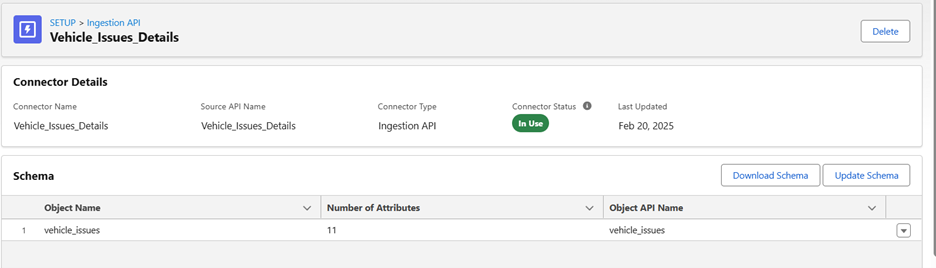 SETUP > Ingestion API
Vehicle_Issues_Details
Delete
Connector Details
Connector Name Source API Name Connector Type Connector Status Last Updated
Vehicle_Issues_Details Vehicle_Issues_Details Ingestion API In Use Feb 20, 2025
Schema Download Schema Update Schema
Object Name Number of Attributes Object API Name
1 vehicle_issues 11 vehicle_issues